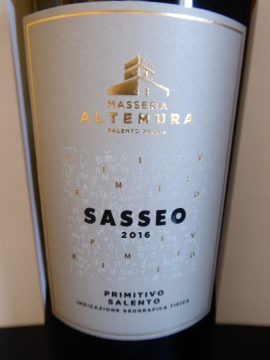 MASSERIA
ALTEMURA
SALENTO PUGLIA
SASSEO
2016
PRIMITIVO
SALENTO
INDICAZIONE GEOGRAFICA TIPICA